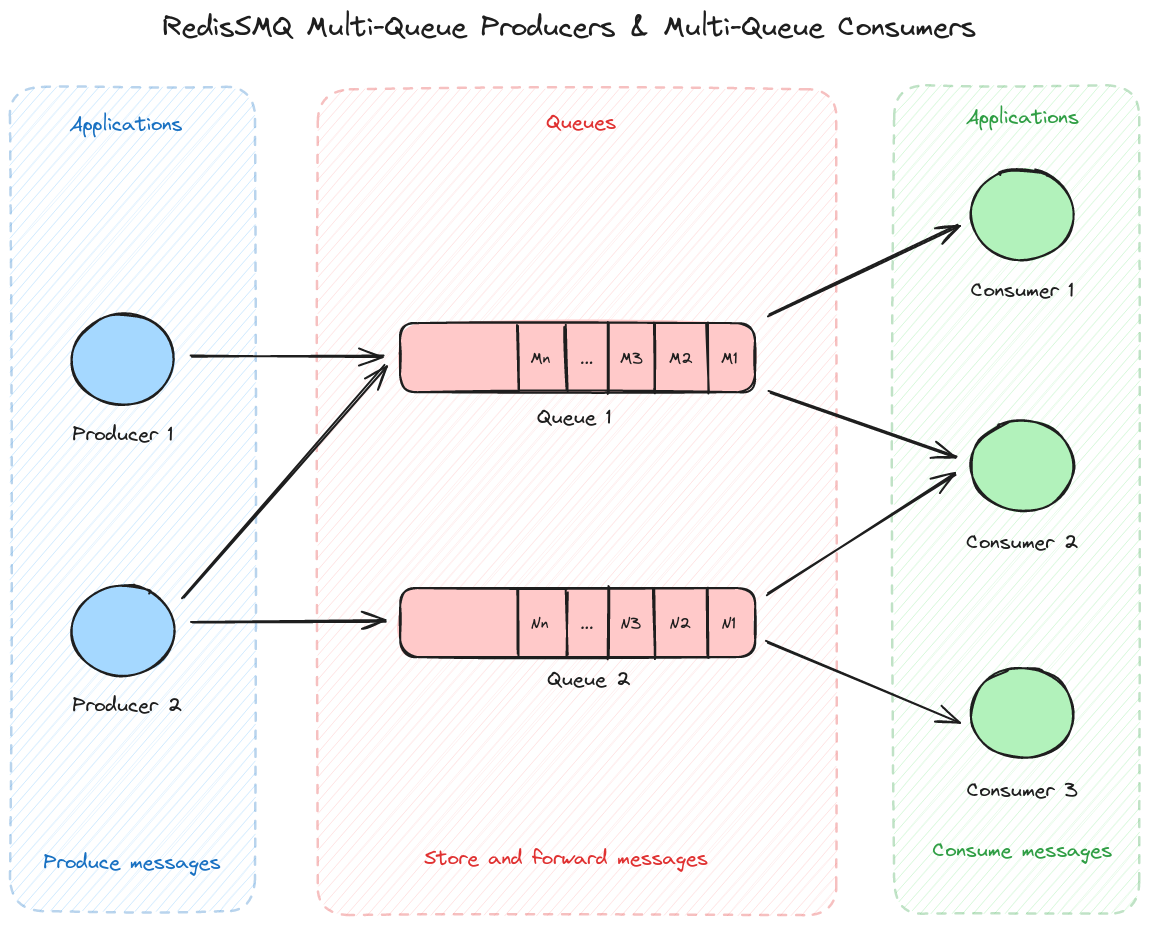 RedisSMQ Multi-Queue Producers & Multi-Queue Consumers
Applications
Queues
Applications
Consumer 1
Mn ... M3 M2 M1
Queue 1
Producer 1
Consumer 2
Nn ... N3 N2 N1
Queue 2
Producer 2
Consumer 3
Produce messages
Store and forward messages
Consume messages